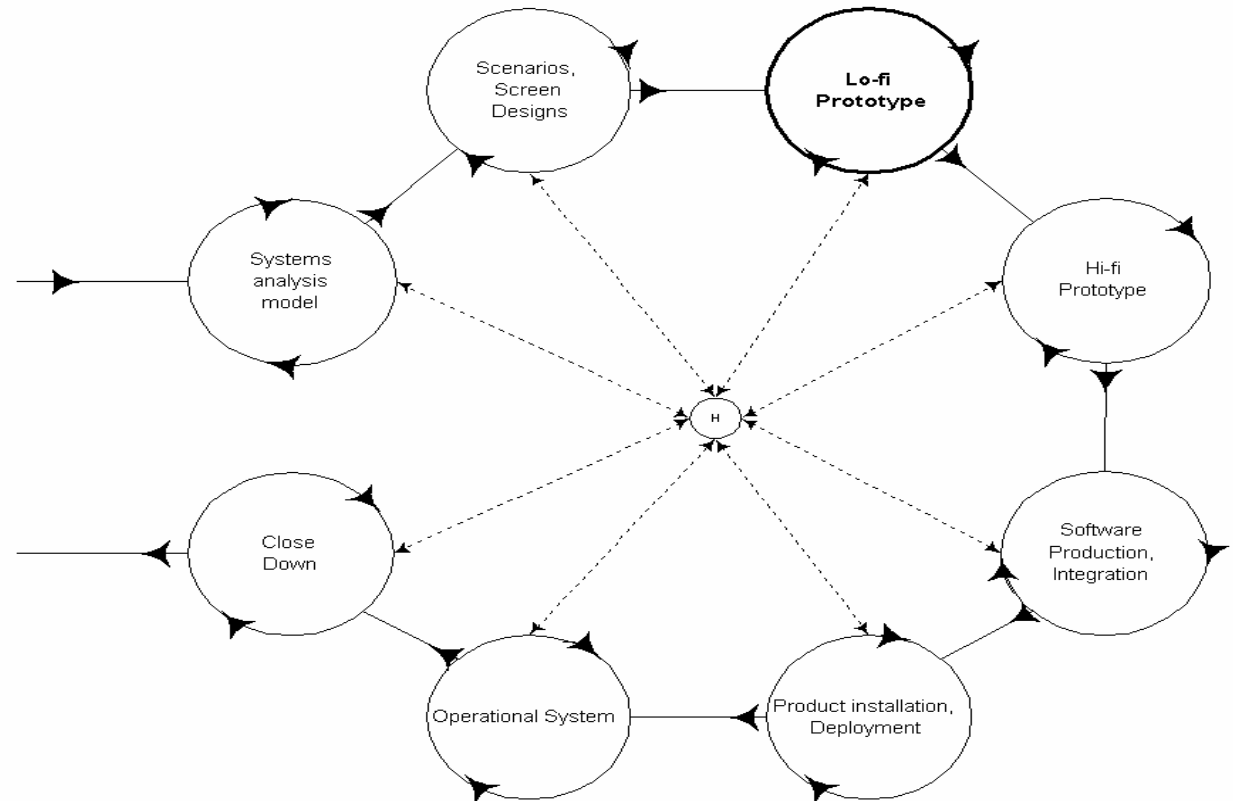 Scenarios,
Screen
Designs
Lo-fi
Prototype
Systems
analysis
model
Hi-fi
Prototype
H
Software
Production,
Integration
Close
Down
Operational System
Product installation,
Deployment